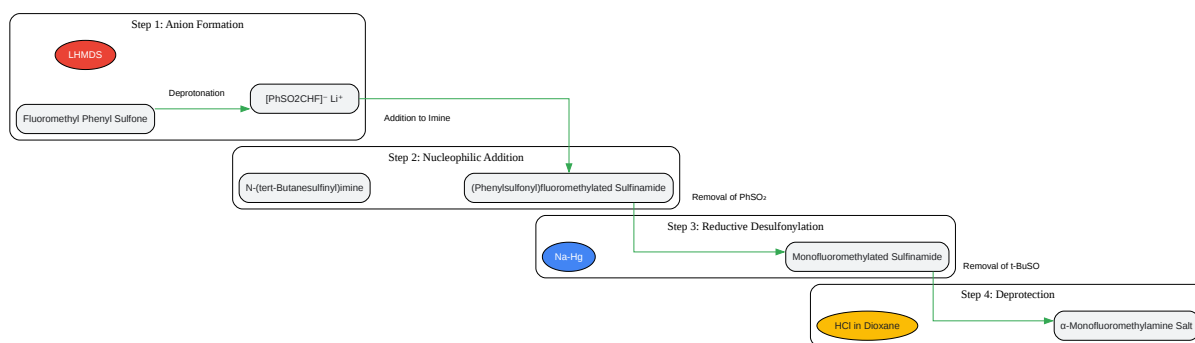 Step 1: Anion Formation
LHMDS
Deprotonation
[PhSO2CHF]⁻ Li⁺
Fluoromethyl Phenyl Sulfone
Addition to Imine
Step 2: Nucleophilic Addition
N-(tert-Butanesulfinyl)imine
(Phenylsulfonyl)fluoromethylated Sulfinamide
Removal of PhSO₂
Step 3: Reductive Desulfonylation
Na-Hg
Monofluoromethylated Sulfinamide
Removal of t-BuSO
Step 4: Deprotection
HCl in Dioxane
α-Monofluoromethylamine Salt